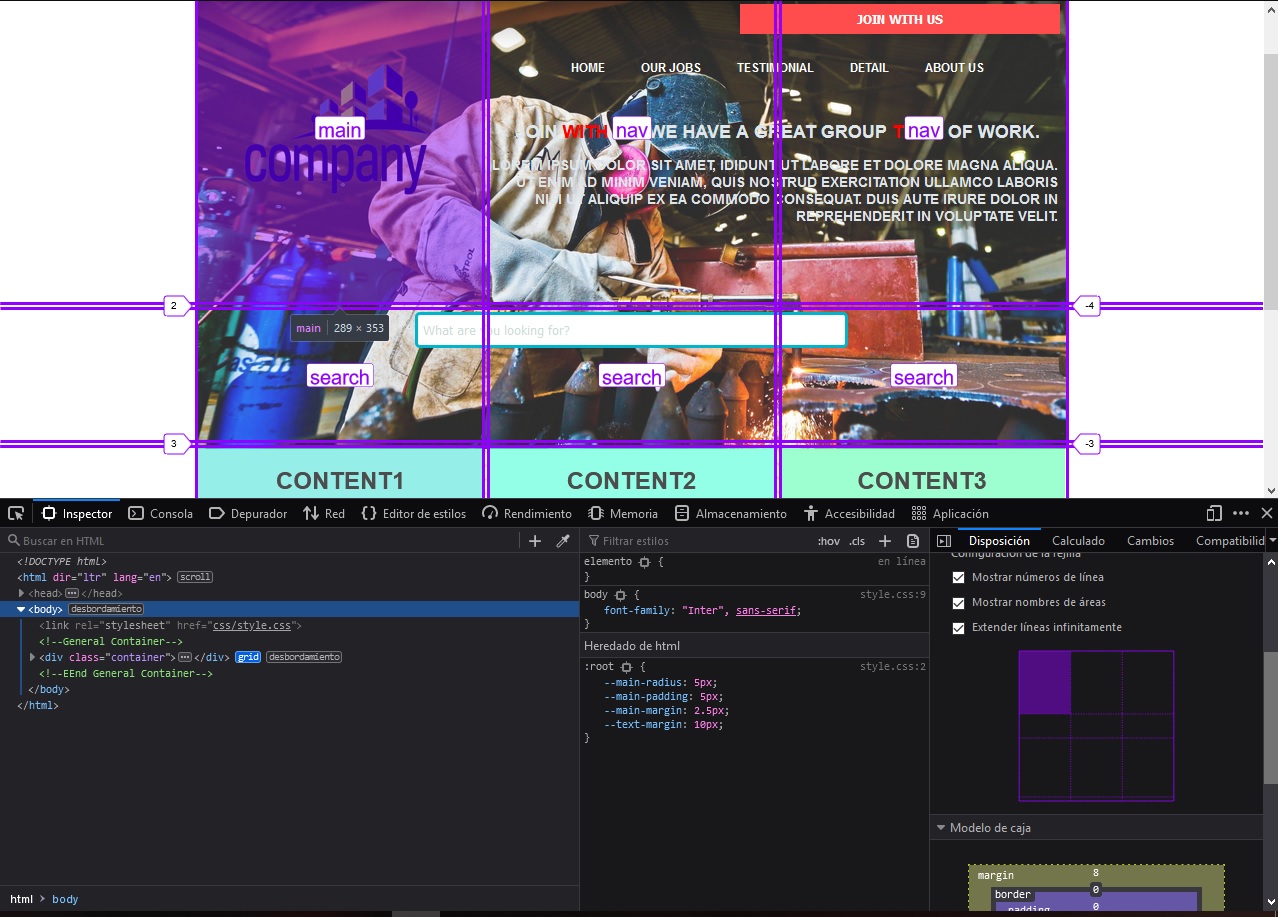 JOIN WITH US
HOME OUR JOBS TESTIMONIAL DETAIL ABOUT US
main
company
JOIN WITH nav WE HAVE A GREAT GROUP T nav OF WORK.
LOREM IPSUM DOLOR SIT AMET, IDIDUNT UT LABORE ET DOLORE MAGNA ALIQUA.
UT ENIM AD MINIM VENIAM, QUIS NOSTRUD EXERCITATION ULLAMCO LABORIS
NISI UT ALIQUIP EX EA COMMODO CONSEQUAT. DUIS AUTE IRURE DOLOR IN
REPREHENDERIT IN VOLUPTATE VELIT.
2 -4
main 289 × 353
What are you looking for?
search search search
3 -3
CONTENT1 CONTENT2 CONTENT3
Inspector Consola Depurador Red Editor de estilos Rendimiento Memoria Almacenamiento Accesibilidad Aplicación
Buscar en HTML
<!DOCTYPE html>
<html dir="ltr" lang="en"> scroll
<head> </head>
<body> desbordamiento
<link rel="stylesheet" href="css/style.css">
<!--General Container-->
<div class="container"> </div> grid desbordamiento
<!--EEnd General Container-->
</body>
</html>
html > body
Filtrar estilos :hov .cls
elemento { en línea
}
body { style.css:9
font-family: "Inter", sans-serif;
}
Heredado de html
:root { style.css:2
--main-radius: 5px;
--main-padding: 5px;
--main-margin: 2.5px;
--text-margin: 10px;
}
Disposición Calculado Cambios Compatibilid
Configuración de la rejilla
Mostrar números de línea
Mostrar nombres de áreas
Extender líneas infinitamente
Modelo de caja
margin 8
border 0
padding 0